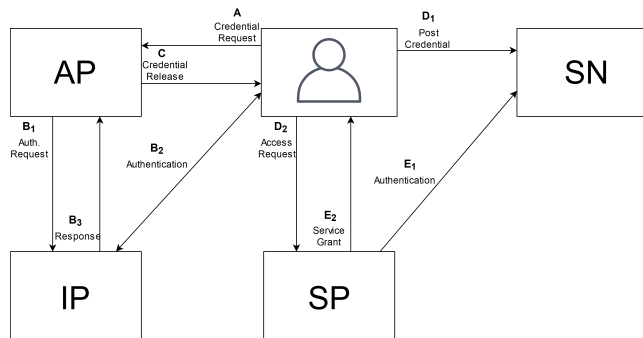 A
Credential
Request
D1
Post
Credential
AP
C
Credential
Release
SN
B1
Auth.
Request
B2
Authentication
D2
Access
Request
E1
Authentication
B3
Response
E2
Service
Grant
IP
SP